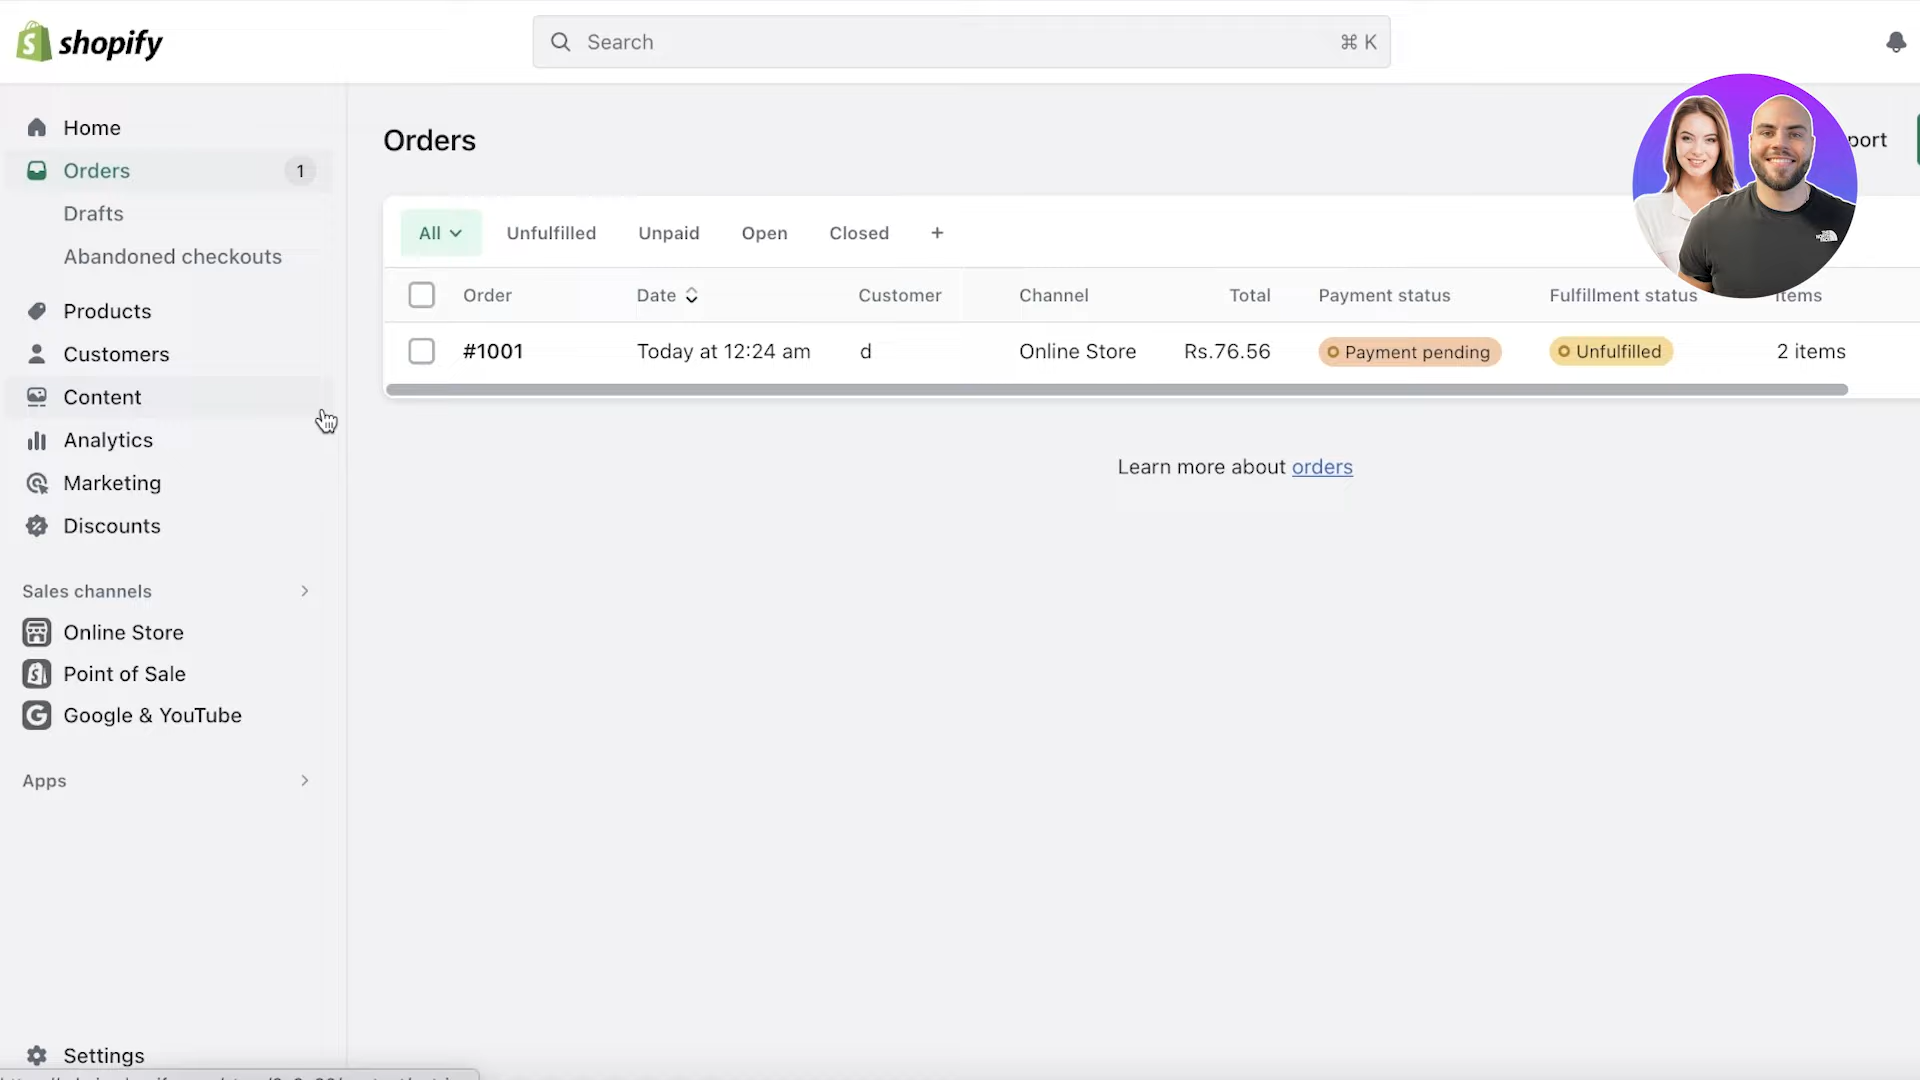 shopify
Search ⌘ K
Home
Orders 1
Drafts
Abandoned checkouts
Products
Customers
Content
Analytics
Marketing
Discounts
Sales channels
Online Store
Point of Sale
Google & YouTube
Apps
Settings
Orders
All Unfulfilled Unpaid Open Closed +
Order Date Customer Channel Total Payment status Fulfillment status Items
#1001 Today at 12:24 am d Online Store Rs.76.56 Payment pending Unfulfilled 2 items
Learn more about orders